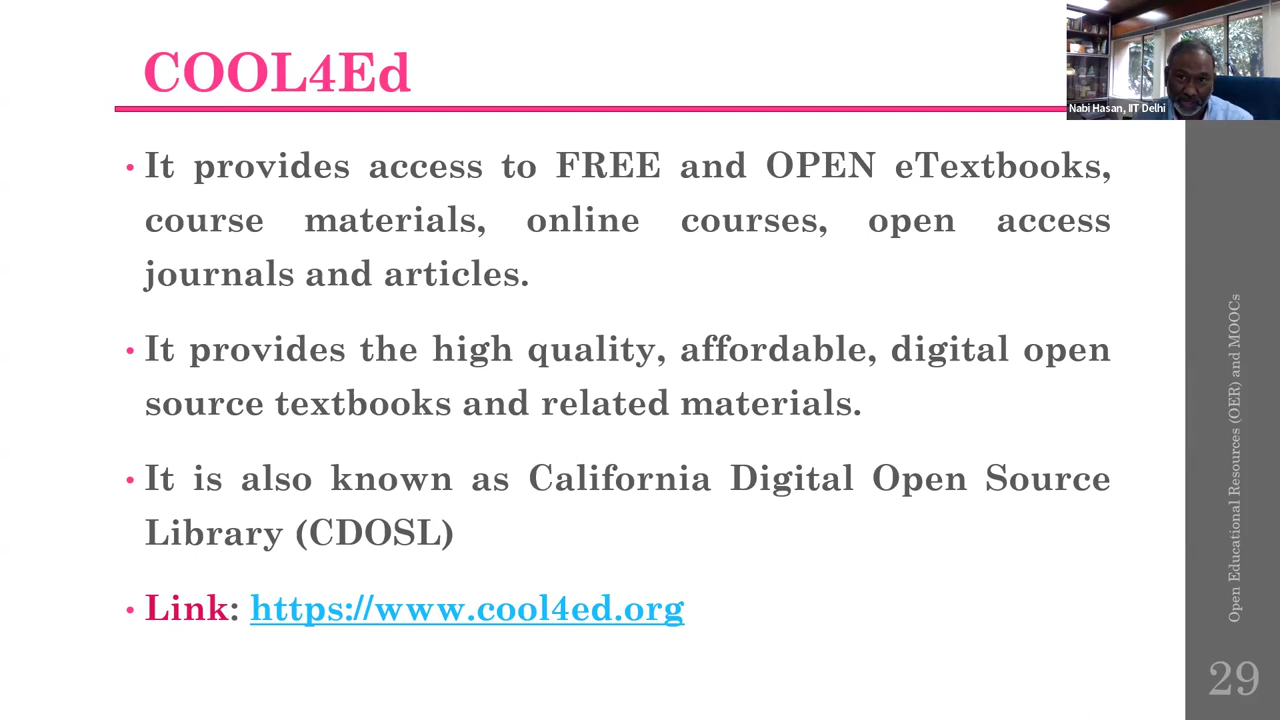 COOL4Ed
Nabi Hasan, IIT Delhi
• It provides access to FREE and OPEN eTextbooks,
course materials, online courses, open access
journals and articles.
• It provides the high quality, affordable, digital open
source textbooks and related materials.
• It is also known as California Digital Open Source
Library (CDOSL)
• Link: https://www.cool4ed.org
Open Educational Resources (OER) and MOOCs
29